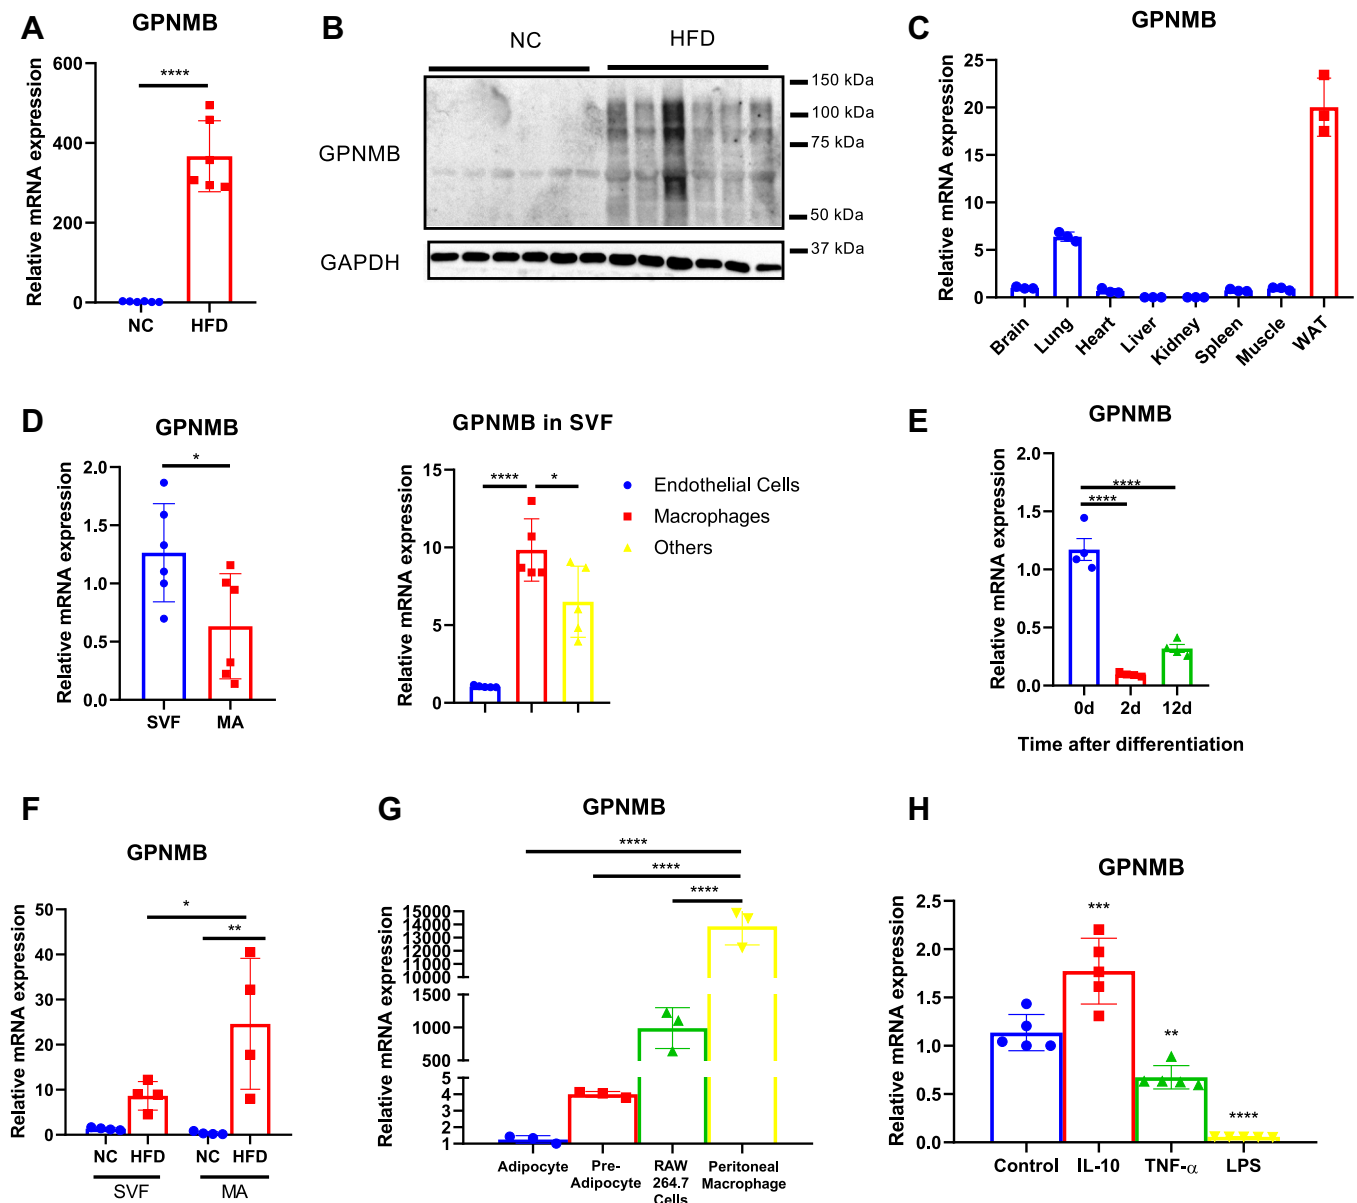 A
GPNMB
****
Relative mRNA expression
600
400
200
0
NC
HFD
B
NC
HFD
GPNMB
GAPDH
150 kDa
100 kDa
75 kDa
50 kDa
37 kDa
C
GPNMB
Relative mRNA expression
25
20
15
10
5
0
Brain
Lung
Heart
Liver
Kidney
Spleen
Muscle
WAT
D
GPNMB
*
Relative mRNA expression
2.0
1.5
1.0
0.5
0.0
SVF
MA
GPNMB in SVF
**** *
Relative mRNA expression
15
10
5
0
Endothelial Cells
Macrophages
Others
E
GPNMB
****
****
Relative mRNA expression
2.0
1.5
1.0
0.5
0.0
0d
2d
12d
Time after differentiation
F
GPNMB
*
**
Relative mRNA expression
50
40
30
20
10
0
NC
HFD
NC
HFD
SVF
MA
G
GPNMB
****
****
****
Relative mRNA expression
15000
14000
13000
12000
11000
10000
1500
1000
500
5
4
3
2
1
Adipocyte
Pre-
Adipocyte
RAW
264.7
Cells
Peritoneal
Macrophage
H
GPNMB
***
**
****
Relative mRNA expression
2.5
2.0
1.5
1.0
0.5
0.0
Control
IL-10
TNF-α
LPS